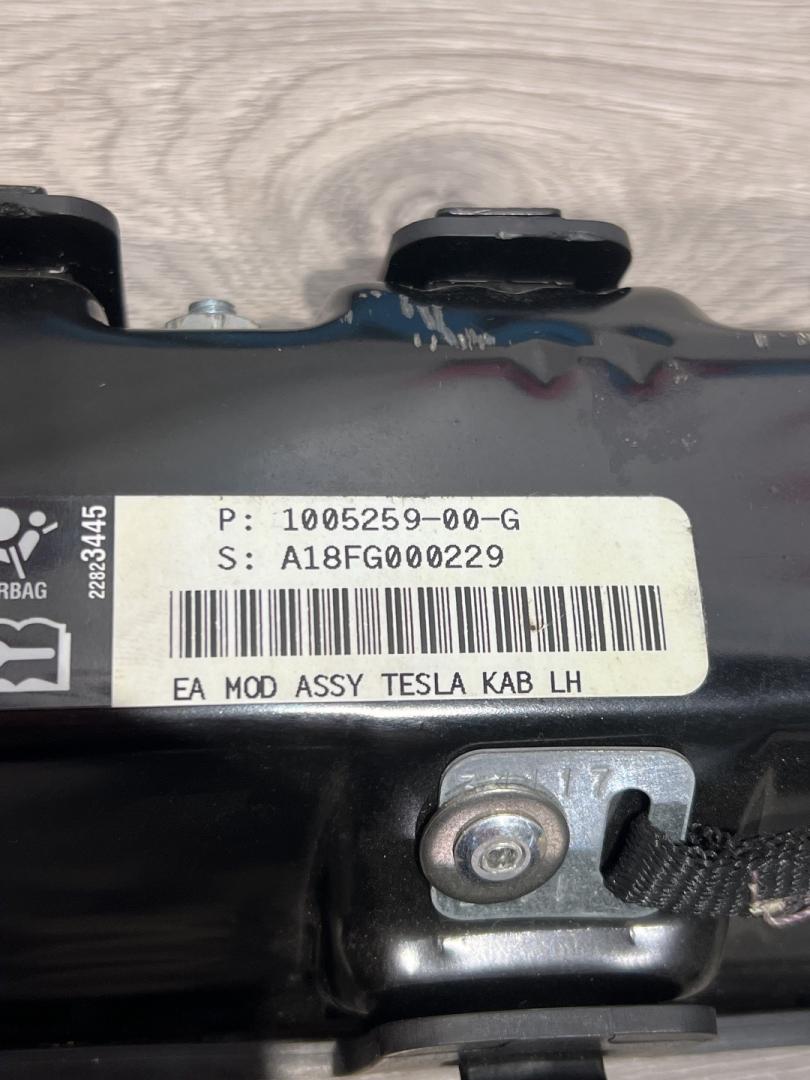 P: 1005259-00-G
S: A18FG000229
EA MOD ASSY TESLA KAB LH
22823445
RBAG